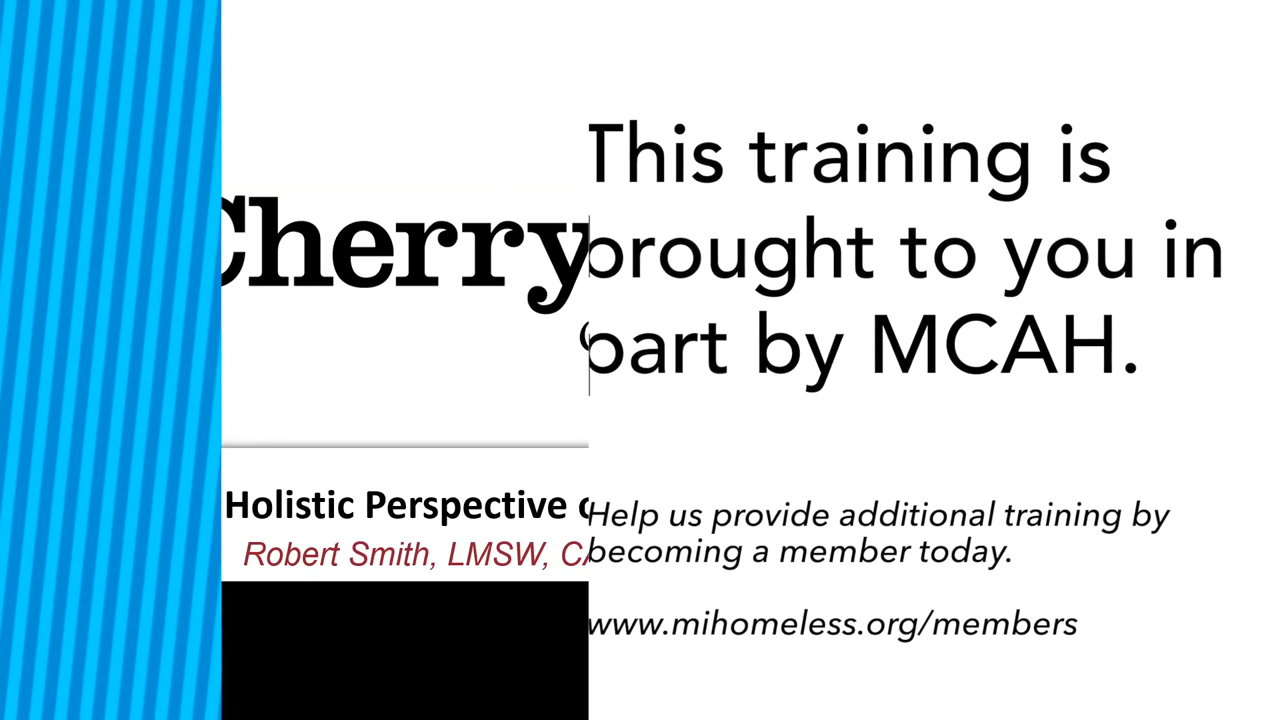 Cherry
Holistic Perspective
Robert Smith, LMSW,
This training is
brought to you in
part by MCAH.
Help us provide additional training by
becoming a member today.
www.mihomeless.org/members